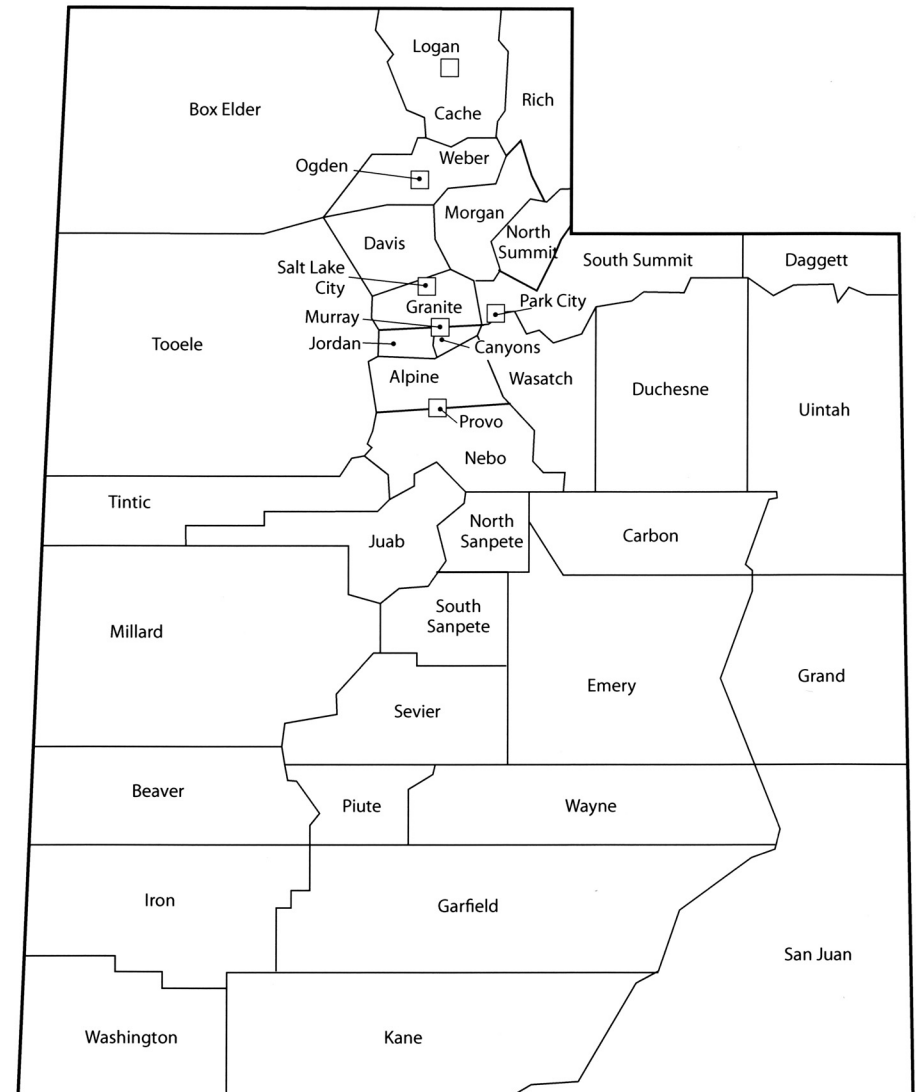 Logan
Rich
Box Elder
Cache
Weber
Ogden
Morgan
North
Summit
Davis
South Summit
Daggett
Salt Lake
City
Park City
Granite
Murray
Jordan
Canyons
Tooele
Alpine
Wasatch
Duchesne
Uintah
Provo
Nebo
Tintic
North
Sanpete
Carbon
Juab
South
Sanpete
Millard
Grand
Emery
Sevier
Beaver
Piute
Wayne
Iron
Garfield
San Juan
Washington
Kane